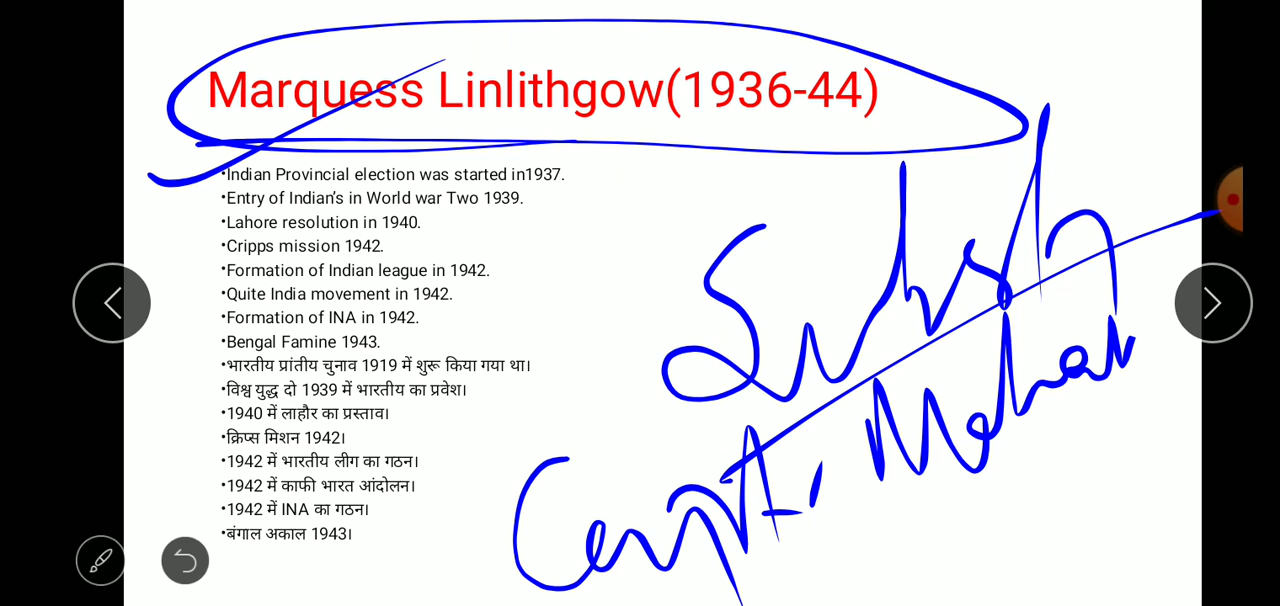 Marquess Linlithgow(1936-44)
•Indian Provincial election was started in1937.
•Entry of Indian’s in World war Two 1939.
•Lahore resolution in 1940.
•Cripps mission 1942.
•Formation of Indian league in 1942.
•Quite India movement in 1942.
•Formation of INA in 1942.
•Bengal Famine 1943.
•भारतीय प्रांतीय चुनाव 1919 में शुरू किया गया था।
•विश्व युद्ध दो 1939 में भारतीय का प्रवेश।
•1940 में लाहौर का प्रस्ताव।
•क्रिप्स मिशन 1942।
•1942 में भारतीय लीग का गठन।
•1942 में काफी भारत आंदोलन।
•1942 में INA का गठन।
•बंगाल अकाल 1943।
Capt. Mohan